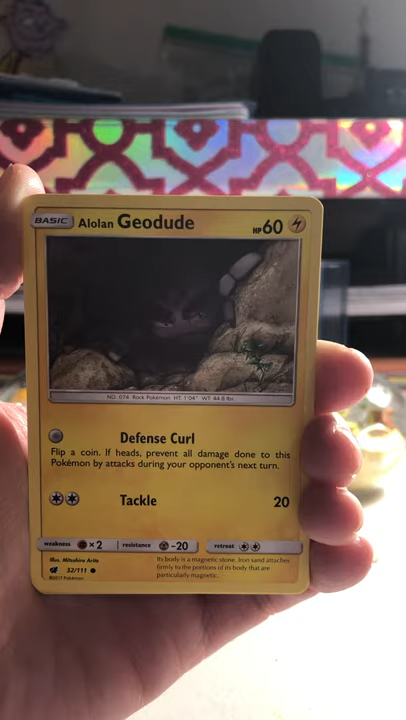 BASIC Alolan Geodude HP 60
NO. 074 Rock Pokémon HT: 1'04" WT: 44.8 lbs.
Defense Curl
Flip a coin. If heads, prevent all damage done to this
Pokémon by attacks during your opponent's next turn.
Tackle 20
weakness ×2 resistance -20 retreat
Illus. Mitsuhiro Arita
32/111
©2017 Pokémon
Its body is a magnetic stone. Iron sand attaches
firmly to the portions of its body that are
particularly magnetic.